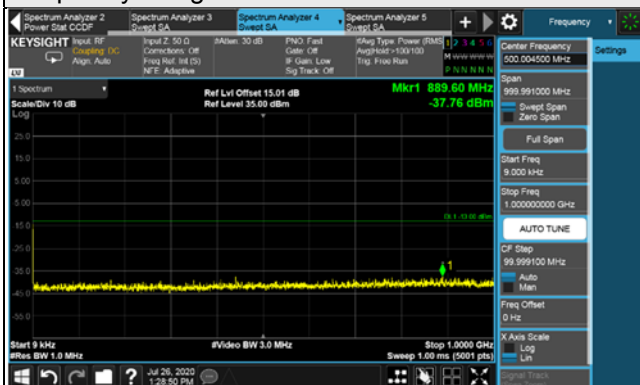 Spectrum Analyzer 2
Power Stat CCDF
Spectrum Analyzer 3
Swept SA
Spectrum Analyzer 4
Swept SA
Spectrum Analyzer 5
Swept SA
+
Frequency
KEYSIGHT
Input: RF
Coupling: DC
Align: Auto
Input Z: 50 Ω
Corrections: Off
Freq Ref: Int (S)
NFE: Adaptive
#Atten: 30 dB
PNO: Fast
Gate: Off
IF Gain: Low
Sig Track: Off
#Avg Type: Power (RMS)
Avg|Hold:>100/100
Trig: Free Run
1 2 3 4 5 6
M W W W W W
P N N N N N
1 Spectrum
Scale/Div 10 dB
Log
Ref Lvl Offset 15.01 dB
Ref Level 35.00 dBm
Mkr1 889.60 MHz
-37.76 dBm
25.0
15.0
5.00
-5.00
-15.0
-25.0
-35.0
-45.0
-55.0
DL1 -13.00 dBm
1
Start 9 kHz
#Res BW 1.0 MHz
#Video BW 3.0 MHz
Stop 1.0000 GHz
Sweep 1.00 ms (5001 pts)
Jul 26, 2020
1:28:50 PM
Center Frequency
500.004500 MHz
Settings
Span
999.991000 MHz
Swept Span
Zero Span
Full Span
Start Freq
9.000 kHz
Stop Freq
1.000000000 GHz
AUTO TUNE
CF Step
99.999100 MHz
Auto
Man
Freq Offset
0 Hz
X Axis Scale
Log
Lin
Signal Track